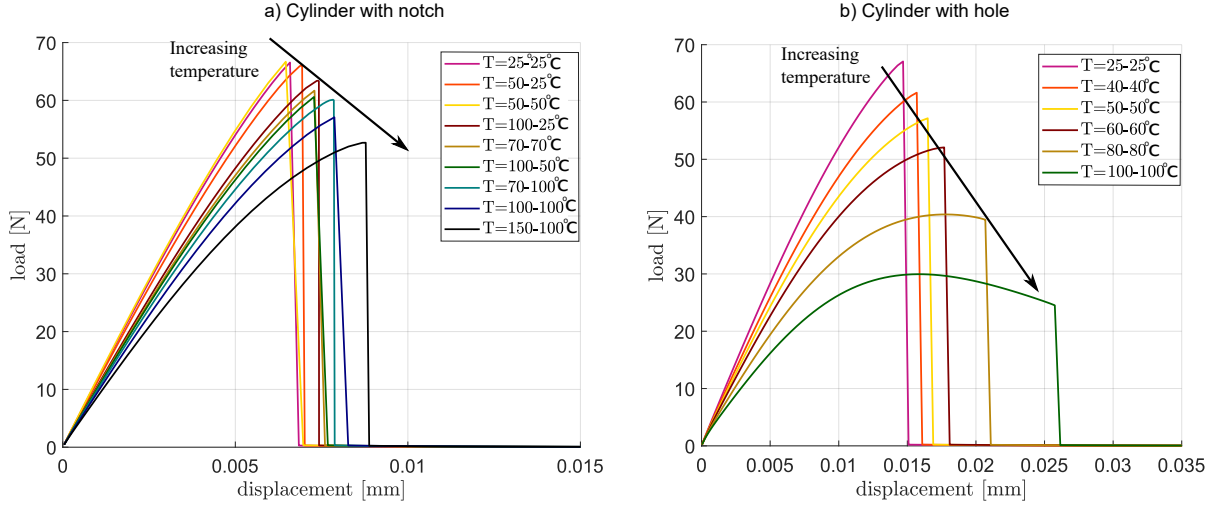 a) Cylinder with notch
Increasing
temperature
T=25-25℃
T=50-25℃
T=50-50℃
T=100-25℃
T=70-70℃
T=100-50℃
T=70-100℃
T=100-100℃
T=150-100℃
70
60
50
40
30
20
10
0
0 0.005 0.01 0.015
load [N]
displacement [mm]
b) Cylinder with hole
Increasing
temperature
T=25-25℃
T=40-40℃
T=50-50℃
T=60-60℃
T=80-80℃
T=100-100℃
70
60
50
40
30
20
10
0
0 0.005 0.01 0.015 0.02 0.025 0.03 0.035
load [N]
displacement [mm]